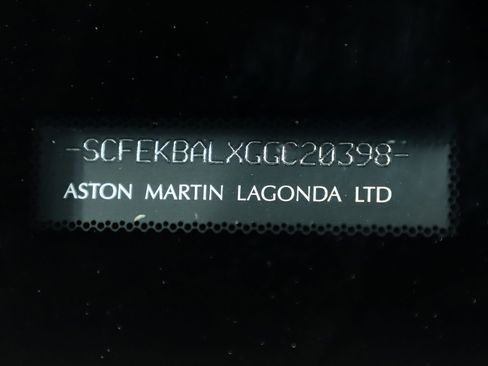 -SCFEKBALXGGC20398-
ASTON MARTIN LAGONDA LTD